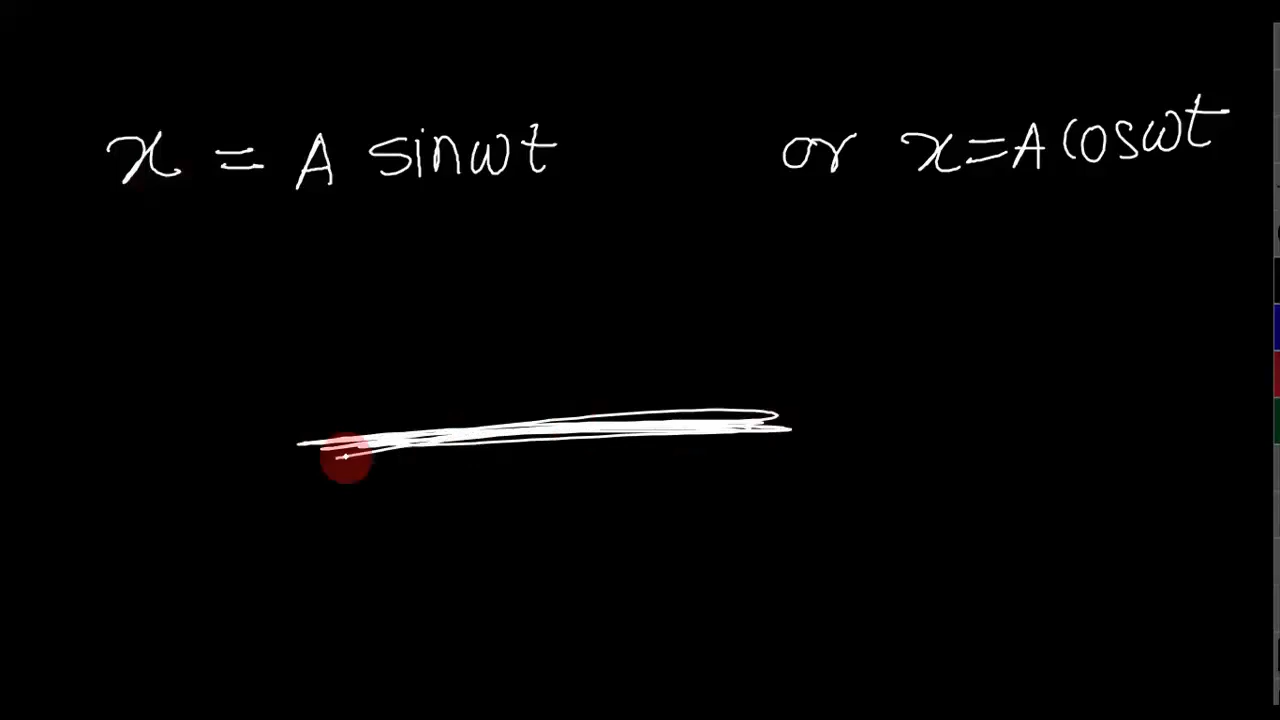 x = A sinωt or x=A cosωt